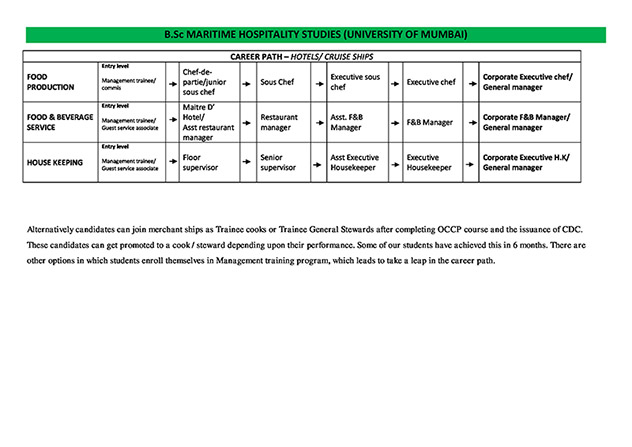 B.Sc MARITIME HOSPITALITY STUDIES (UNIVERSITY OF MUMBAI)
CAREER PATH – HOTELS/ CRUISE SHIPS
FOOD PRODUCTION
Entry level
Management trainee/ commis
Chef-de-partie/junior sous chef
Sous Chef
Executive sous chef
Executive chef
Corporate Executive chef/ General manager
FOOD & BEVERAGE SERVICE
Entry level
Management trainee/ Guest service associate
Maitre D' Hotel/ Asst restaurant manager
Restaurant manager
Asst. F&B Manager
F&B Manager
Corporate F&B Manager/ General manager
HOUSE KEEPING
Entry level
Management trainee/ Guest service associate
Floor supervisor
Senior supervisor
Asst Executive Housekeeper
Executive Housekeeper
Corporate Executive H.K/ General manager
Alternatively candidates can join merchant ships as Trainee cooks or Trainee General Stewards after completing OCCP course and the issuance of CDC.
These candidates can get promoted to a cook / steward depending upon their performance. Some of our students have achieved this in 6 months. There are
other options in which students enroll themselves in Management training program, which leads to take a leap in the career path.